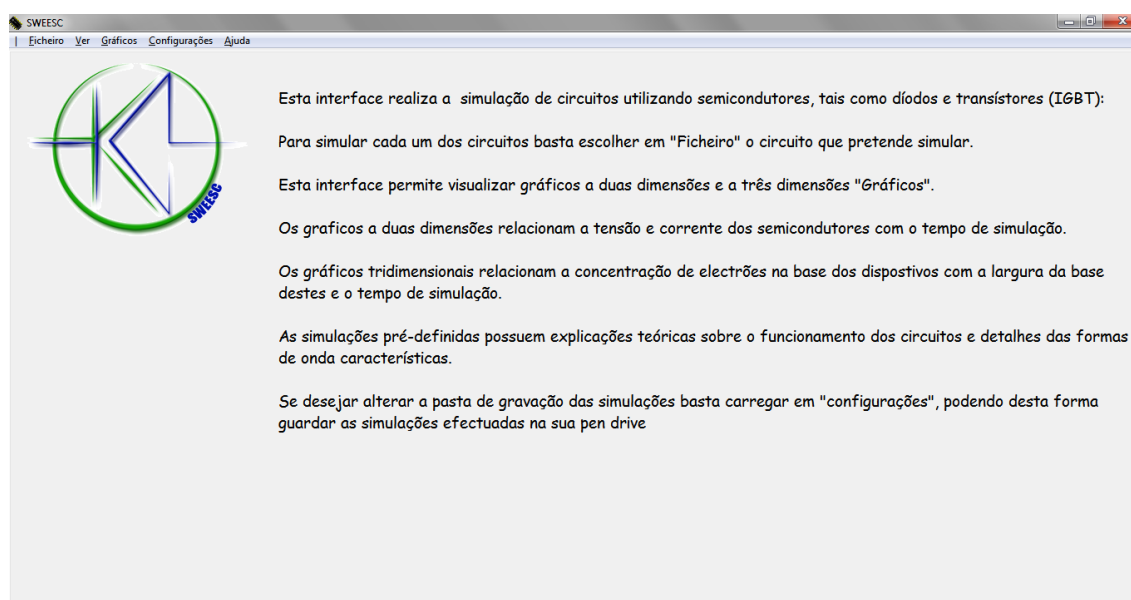 SWEESC
| Ficheiro Ver Gráficos Configurações Ajuda
SWEESC
Esta interface realiza a simulação de circuitos utilizando semicondutores, tais como díodos e transístores (IGBT):
Para simular cada um dos circuitos basta escolher em "Ficheiro" o circuito que pretende simular.
Esta interface permite visualizar gráficos a duas dimensões e a três dimensões "Gráficos".
Os graficos a duas dimensões relacionam a tensão e corrente dos semicondutores com o tempo de simulação.
Os gráficos tridimensionais relacionam a concentração de electrões na base dos dispostivos com a largura da base
destes e o tempo de simulação.
As simulações pré-definidas possuem explicações teóricas sobre o funcionamento dos circuitos e detalhes das formas
de onda características.
Se desejar alterar a pasta de gravação das simulações basta carregar em "configurações", podendo desta forma
guardar as simulações efectuadas na sua pen drive